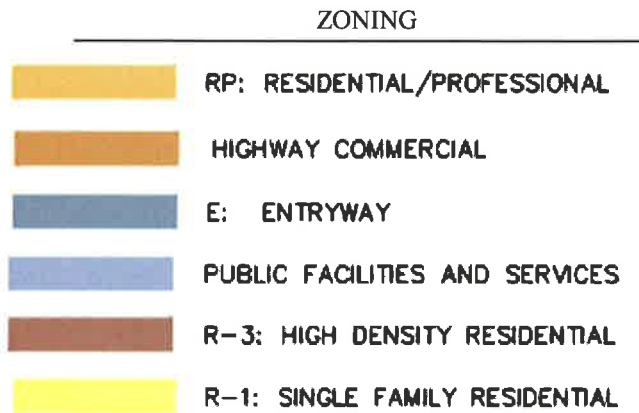 ZONING
RP: RESIDENTIAL/PROFESSIONAL
HIGHWAY COMMERCIAL
E: ENTRYWAY
PUBLIC FACILITIES AND SERVICES
R-3: HIGH DENSITY RESIDENTIAL
R-1: SINGLE FAMILY RESIDENTIAL